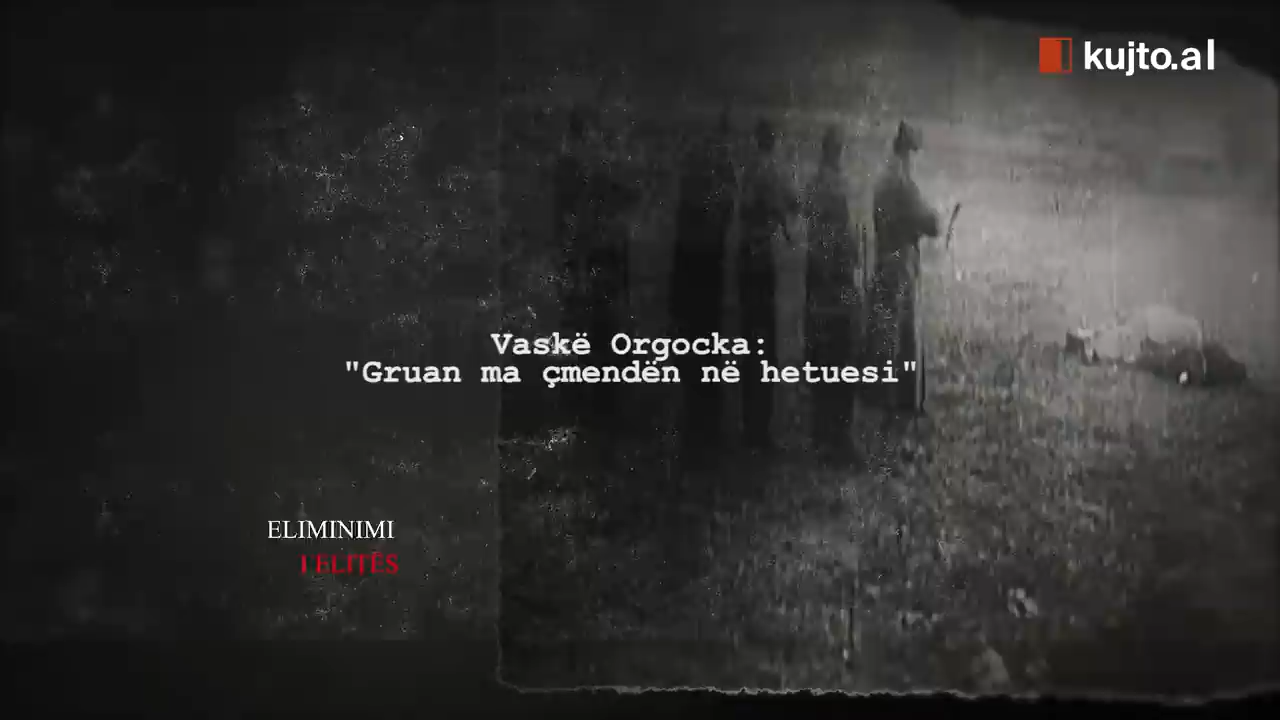 kujto.al
Vaskë Orgocka:
"Gruan ma çmendën në hetuesi"
ELIMINIMI
I ELITËS